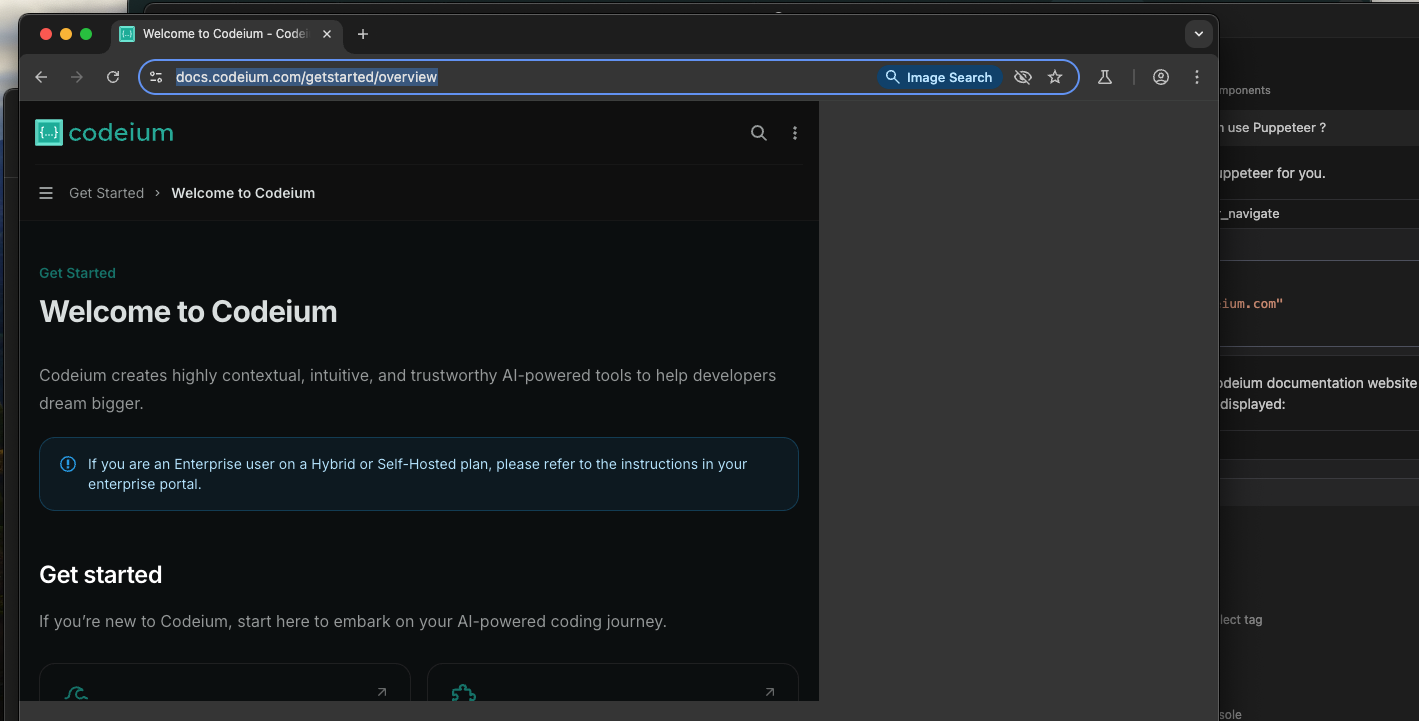 Welcome to Codeium - Codei
docs.codeium.com/getstarted/overview
Image Search
{...} codeium
Get Started › Welcome to Codeium
Get Started
Welcome to Codeium
Codeium creates highly contextual, intuitive, and trustworthy AI-powered tools to help developers
dream bigger.
If you are an Enterprise user on a Hybrid or Self-Hosted plan, please refer to the instructions in your
enterprise portal.
Get started
If you’re new to Codeium, start here to embark on your AI-powered coding journey.
mponents
n use Puppeteer ?
uppeteer for you.
_navigate
ium.com"
odeium documentation website
displayed:
lect tag
sole